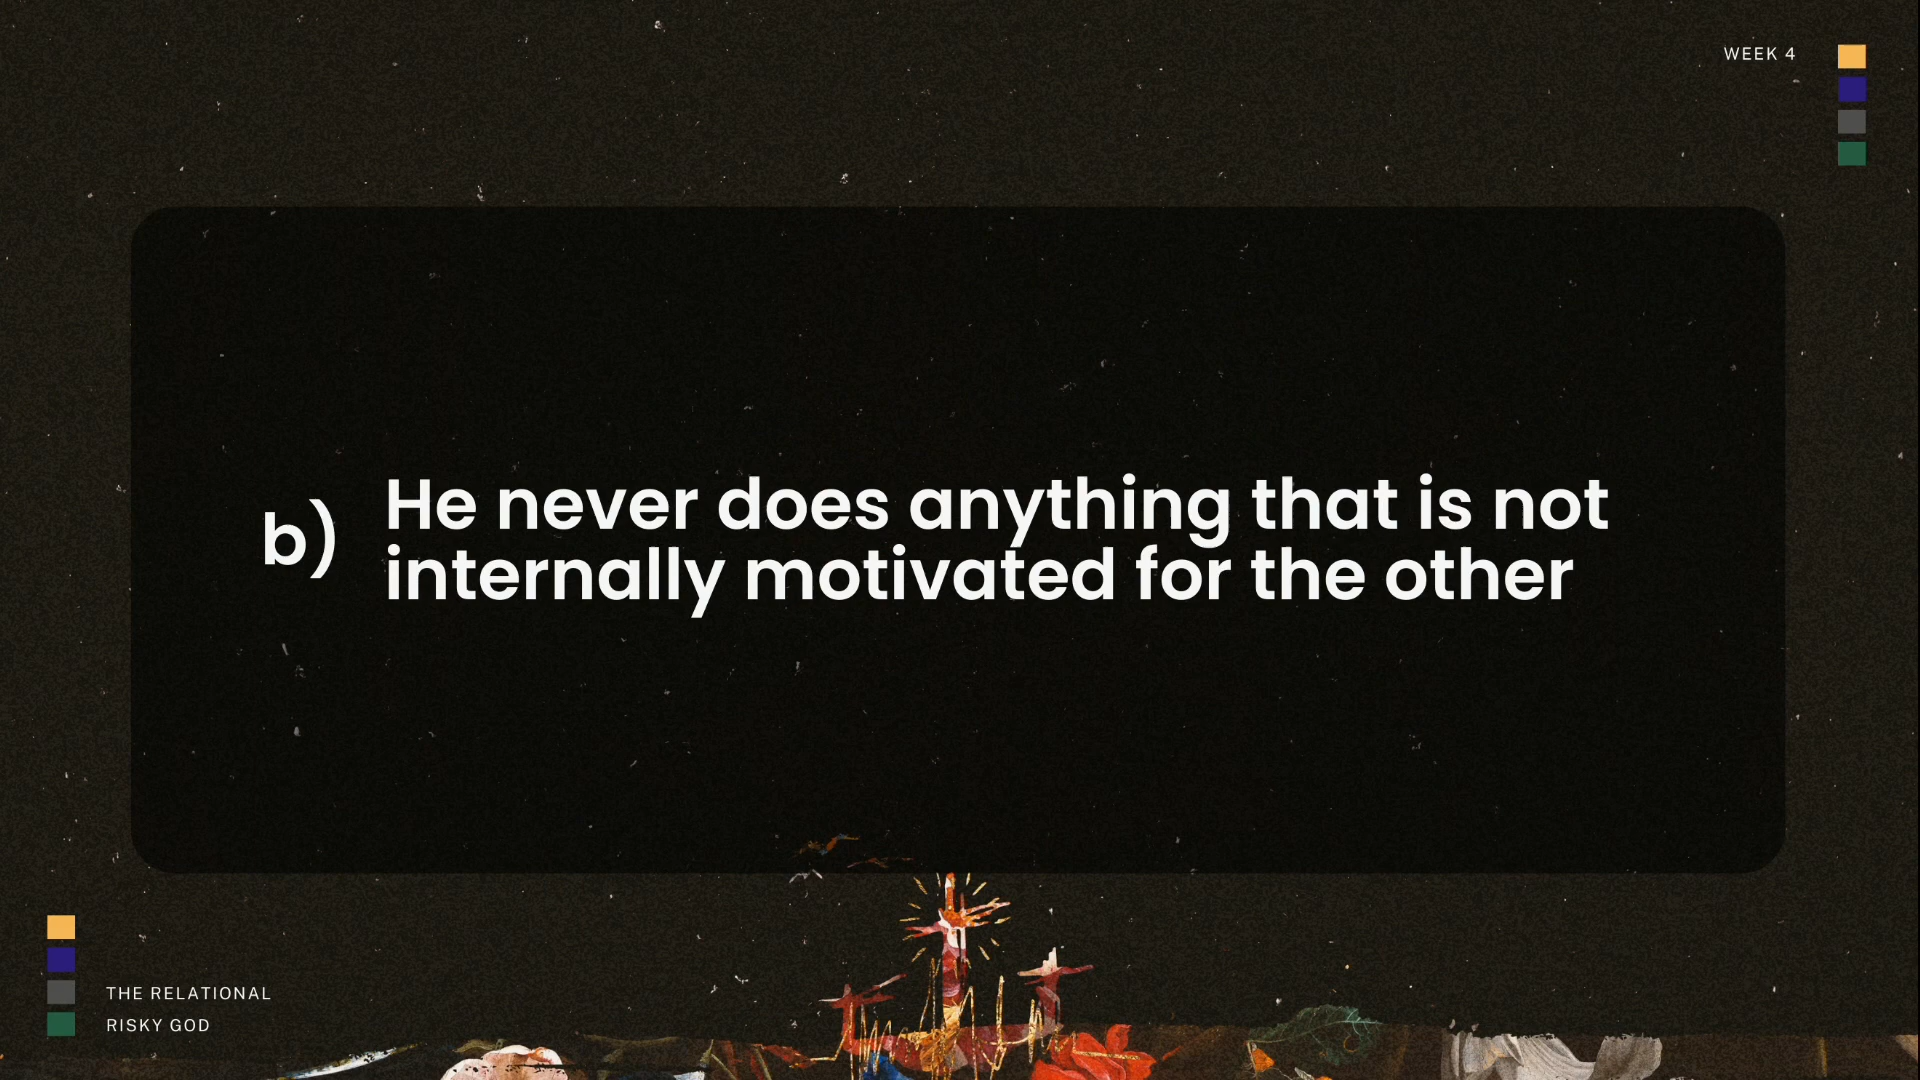 WEEK 4
b) He never does anything that is not
internally motivated for the other
THE RELATIONAL
RISKY GOD